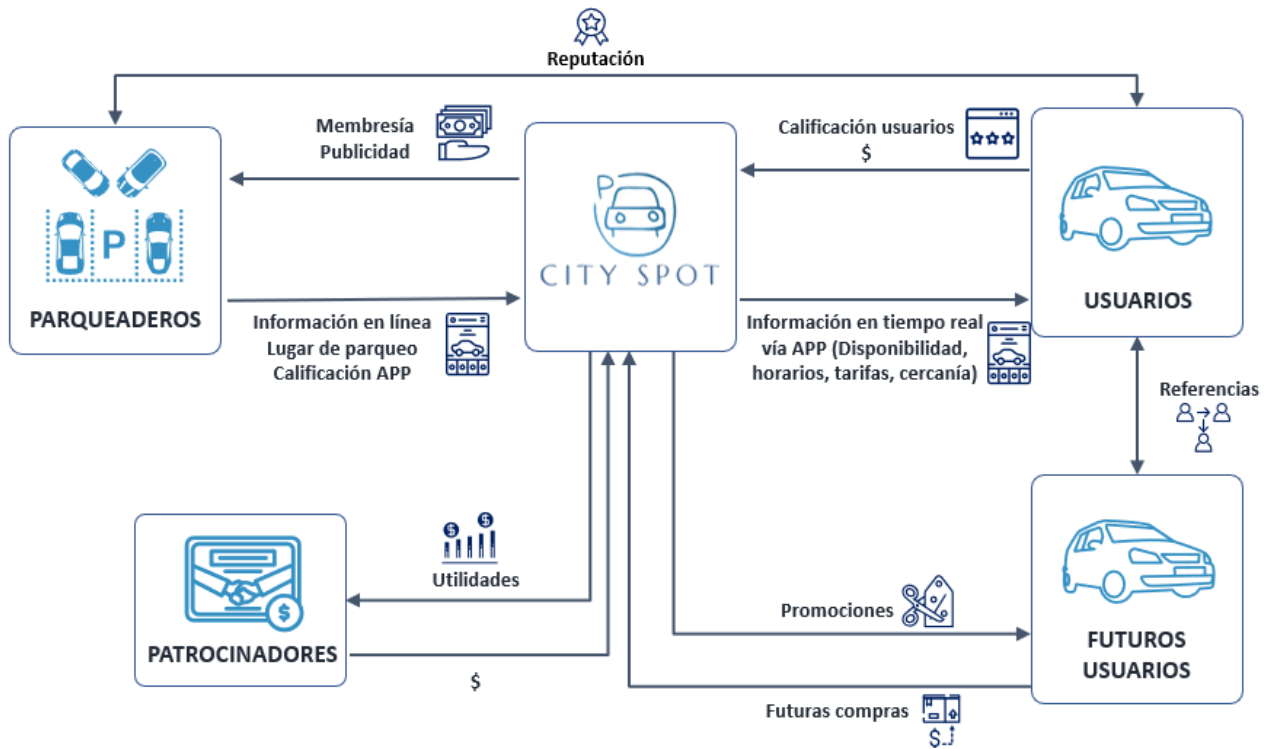 Reputación
Membresía
Publicidad
Calificación usuarios
$
P
CITY SPOT
P
PARQUEADEROS
USUARIOS
Información en línea
Lugar de parqueo
Calificación APP
Información en tiempo real
vía APP (Disponibilidad,
horarios, tarifas, cercanía)
Referencias
$ $
Utilidades
$
PATROCINADORES
$
%
Promociones
FUTUROS
USUARIOS
Futuras compras
$